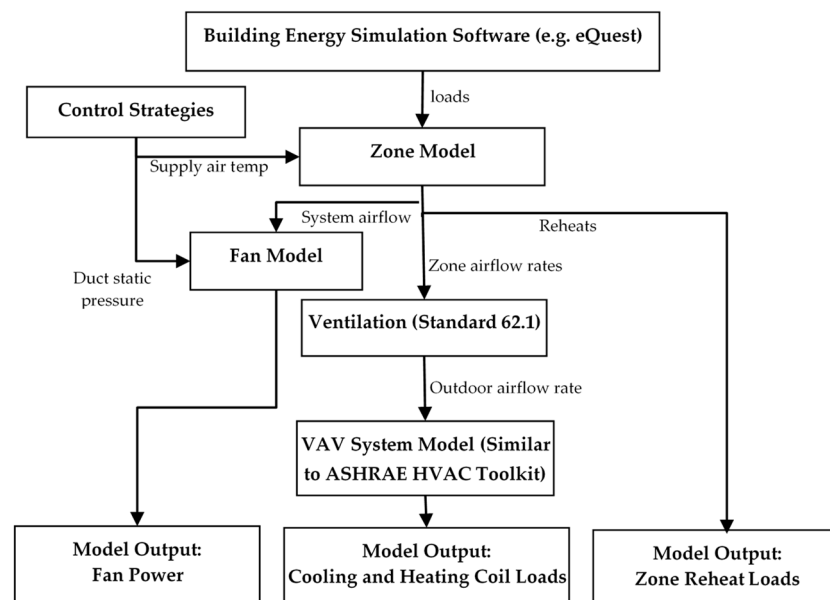 Building Energy Simulation Software (e.g. eQuest)
loads
Control Strategies
Supply air temp
Zone Model
System airflow
Reheats
Fan Model
Duct static
pressure
Zone airflow rates
Ventilation (Standard 62.1)
Outdoor airflow rate
VAV System Model (Similar
to ASHRAE HVAC Toolkit)
Model Output:
Fan Power
Model Output:
Cooling and Heating Coil Loads
Model Output:
Zone Reheat Loads